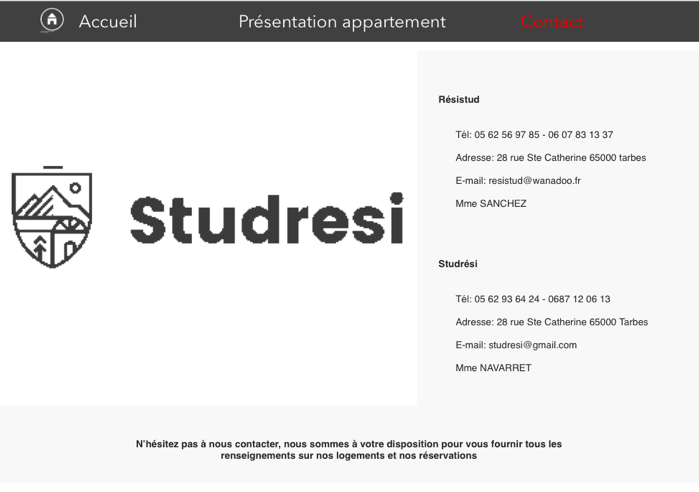 Accueil
Présentation appartement
Contact
Studresi
Résistud
Tél: 05 62 56 97 85 - 06 07 83 13 37
Adresse: 28 rue Ste Catherine 65000 tarbes
E-mail: resistud@wanadoo.fr
Mme SANCHEZ
Studrési
Tél: 05 62 93 64 24 - 0687 12 06 13
Adresse: 28 rue Ste Catherine 65000 Tarbes
E-mail: studresi@gmail.com
Mme NAVARRET
N'hésitez pas à nous contacter, nous sommes à votre disposition pour vous fournir tous les
renseignements sur nos logements et nos réservations